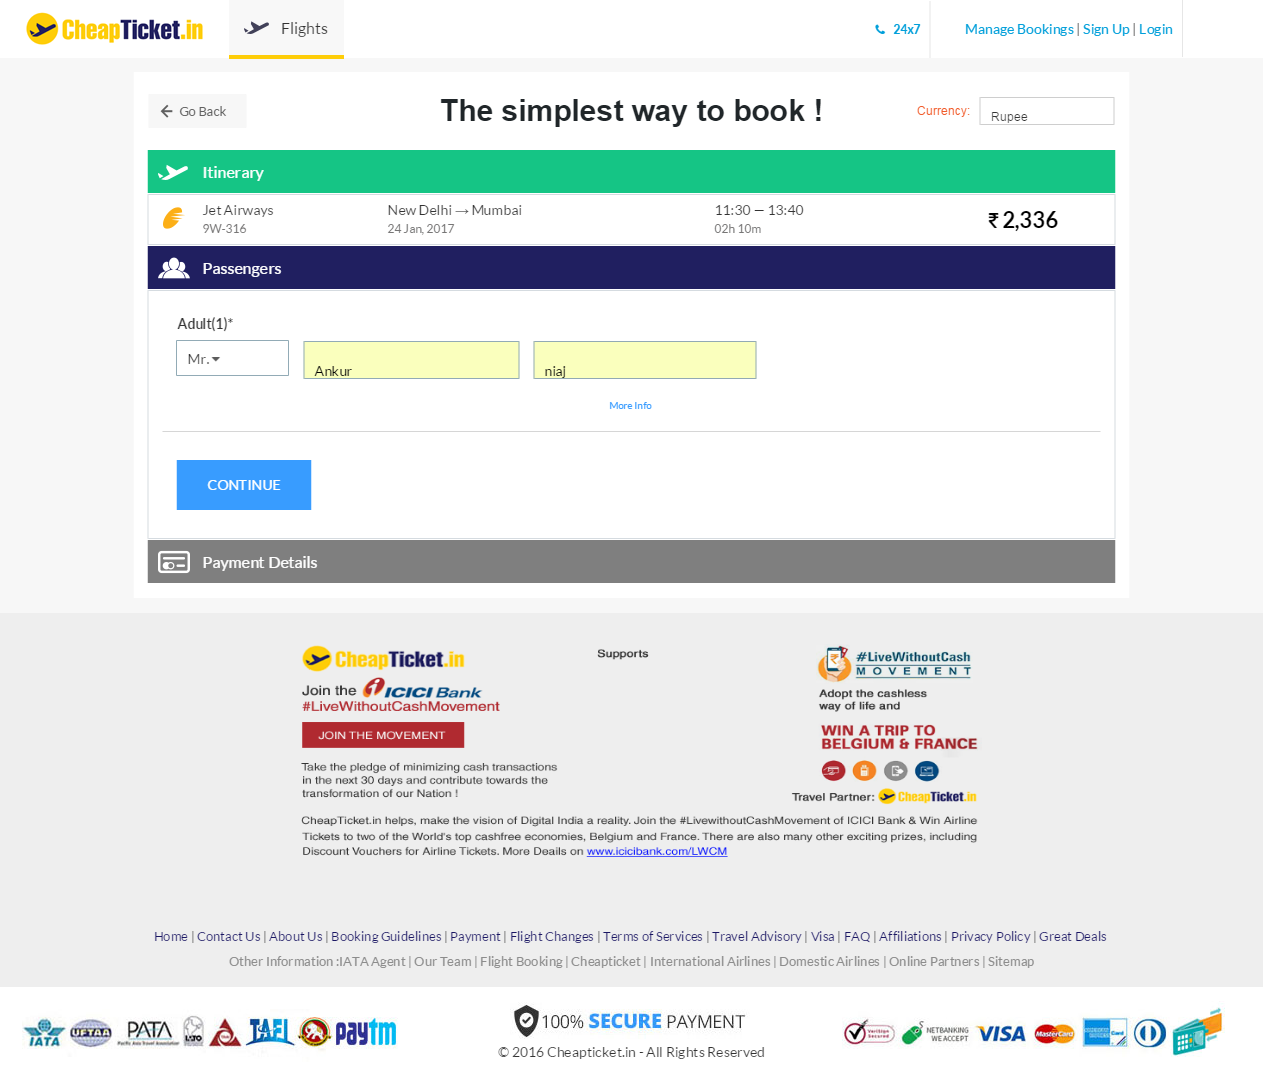 CheapTicket.in
Flights
24x7
Manage Bookings | Sign Up | Login
Go Back
The simplest way to book !
Currency:
Rupee
Itinerary
Jet Airways
New Delhi → Mumbai
11:30 — 13:40
₹ 2,336
9W-316
24 Jan, 2017
02h 10m
Passengers
Adult(1)*
Mr.
Ankur
niaj
More Info
CONTINUE
Payment Details
CheapTicket.in
Join the ICICI Bank
#LiveWithoutCashMovement
JOIN THE MOVEMENT
Take the pledge of minimizing cash transactions
in the next 30 days and contribute towards the
transformation of our Nation !
Supports
#LiveWithoutCash
MOVEMENT
Adopt the cashless
way of life and
WIN A TRIP TO
BELGIUM & FRANCE
Travel Partner: CheapTicket.in
CheapTicket.in helps, make the vision of Digital India a reality. Join the #LivewithoutCashMovement of ICICI Bank & Win Airline
Tickets to two of the World's top cashfree economies, Belgium and France. There are also many other exciting prizes, including
Discount Vouchers for Airline Tickets. More Deails on www.icicibank.com/LWCM
Home | Contact Us | About Us | Booking Guidelines | Payment | Flight Changes | Terms of Services | Travel Advisory | Visa | FAQ | Affiliations | Privacy Policy | Great Deals
Other Information :IATA Agent | Our Team | Flight Booking | Cheapticket | International Airlines | Domestic Airlines | Online Partners | Sitemap
IATA
UFTAA
PATA
Pacific Asia Travel Association
IATO
TAFI
paytm
100% SECURE PAYMENT
© 2016 Cheapticket.in - All Rights Reserved
VeriSign
Secured
NETBANKING
WE ACCEPT
VISA
MasterCard